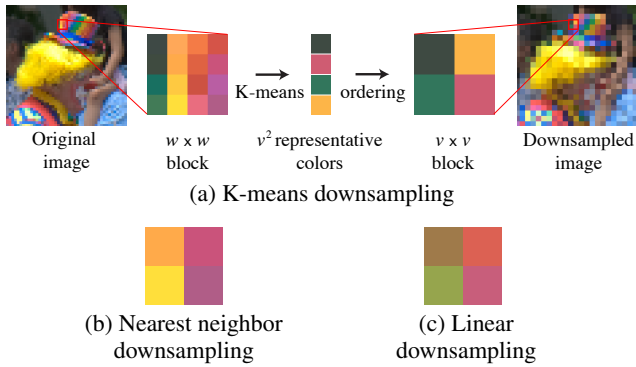 K-means
ordering
Original
image
w x w
block
v² representative
colors
v x v
block
Downsampled
image
(a) K-means downsampling
(b) Nearest neighbor
downsampling
(c) Linear
downsampling